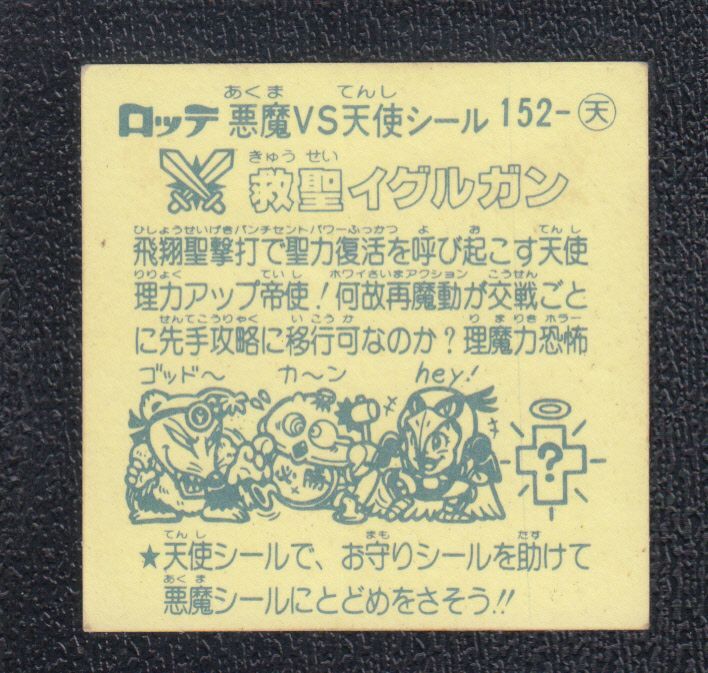 あくま てんし
ロッテ 悪魔VS天使シール 152-天
きゅう せい
救聖イグルガン
ひしょうせいげきパンチセントパワーふっかつ よ お てんし
飛翔聖撃打で聖力復活を呼び起こす天使
りりょく ていし ホワイさいまアクション こうせん
理力アップ帝使!何故再魔動が交戦ごと
せんてこうりゃく いこうか りまりきホラー
に先手攻略に移行可なのか?理魔力恐怖
ゴッド〜 カ〜ン hey!
?
てんし まも たす
★天使シールで、お守りシールを助けて
あくま
悪魔シールにとどめをさそう!!